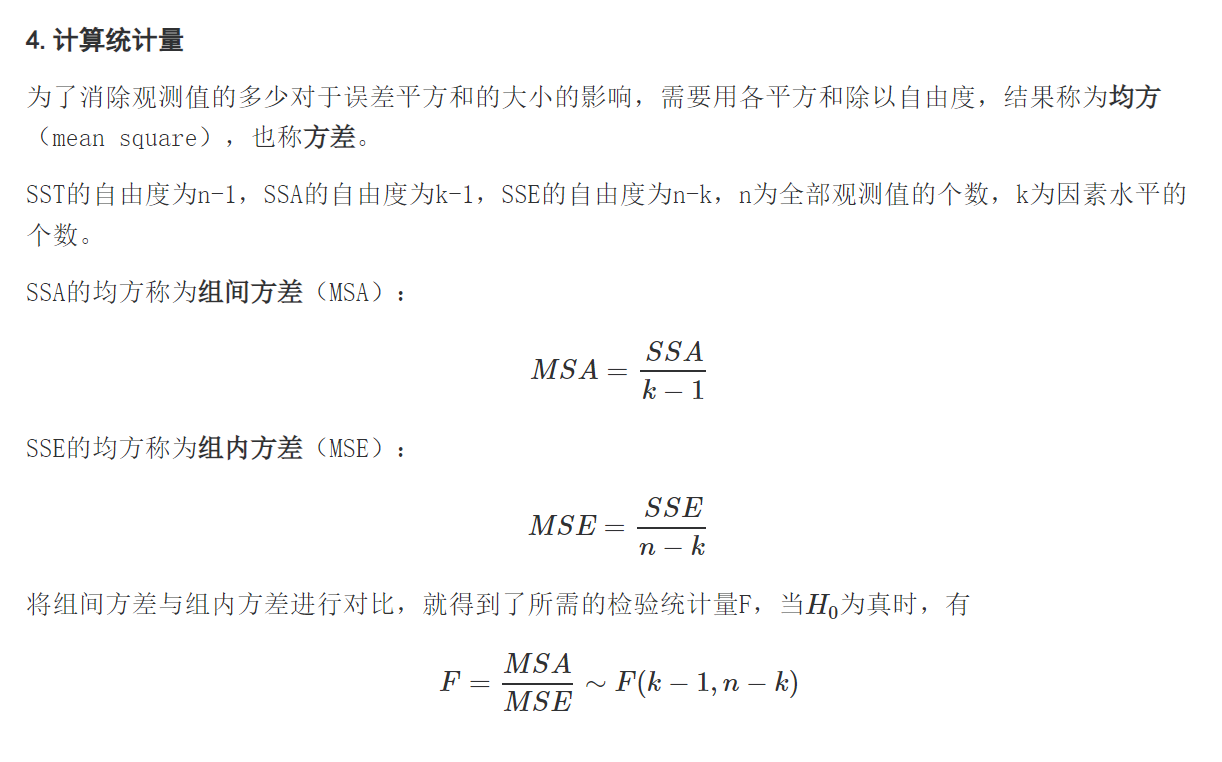 4. 计算统计量
为了消除观测值的多少对于误差平方和的大小的影响，需要用各平方和除以自由度，结果称为均方
（mean square），也称方差。
SST的自由度为n-1，SSA的自由度为k-1，SSE的自由度为n-k，n为全部观测值的个数，k为因素水平的
个数。
SSA的均方称为组间方差（MSA）：
MSA = \frac{SSA}{k-1}
SSE的均方称为组内方差（MSE）：
MSE = \frac{SSE}{n-k}
将组间方差与组内方差进行对比，就得到了所需的检验统计量F，当H_0为真时，有
F = \frac{MSA}{MSE} ∼ F(k-1, n-k)